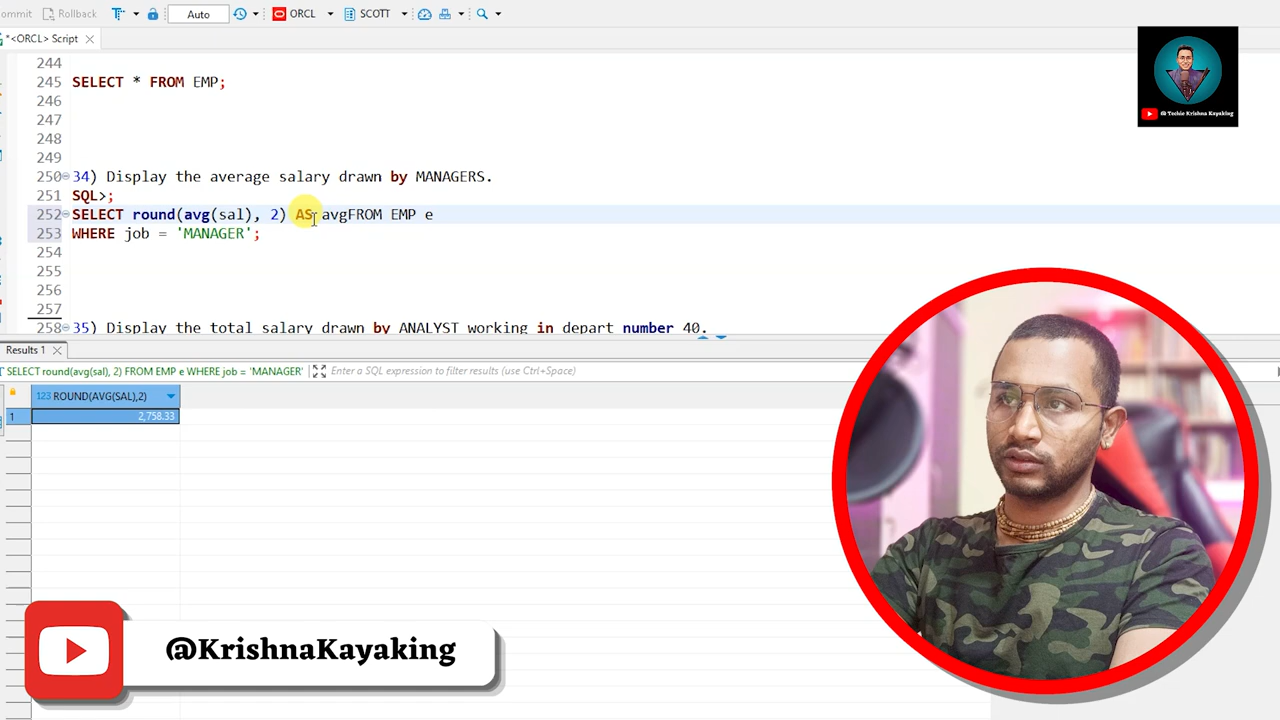 ommit Rollback Auto ORCL SCOTT
*<ORCL> Script
@ Techie Krishna Kayaking
244
245 SELECT * FROM EMP;
246
247
248
249
250 34) Display the average salary drawn by MANAGERS.
251 SQL>;
252 SELECT round(avg(sal), 2) AS avgFROM EMP e
253 WHERE job = 'MANAGER';
254
255
256
257
258 35) Display the total salary drawn by ANALYST working in depart number 40.
Results 1
SELECT round(avg(sal), 2) FROM EMP e WHERE job = 'MANAGER' Enter a SQL expression to filter results (use Ctrl+Space)
123 ROUND(AVG(SAL),2)
1 2,758.33
@KrishnaKayaking